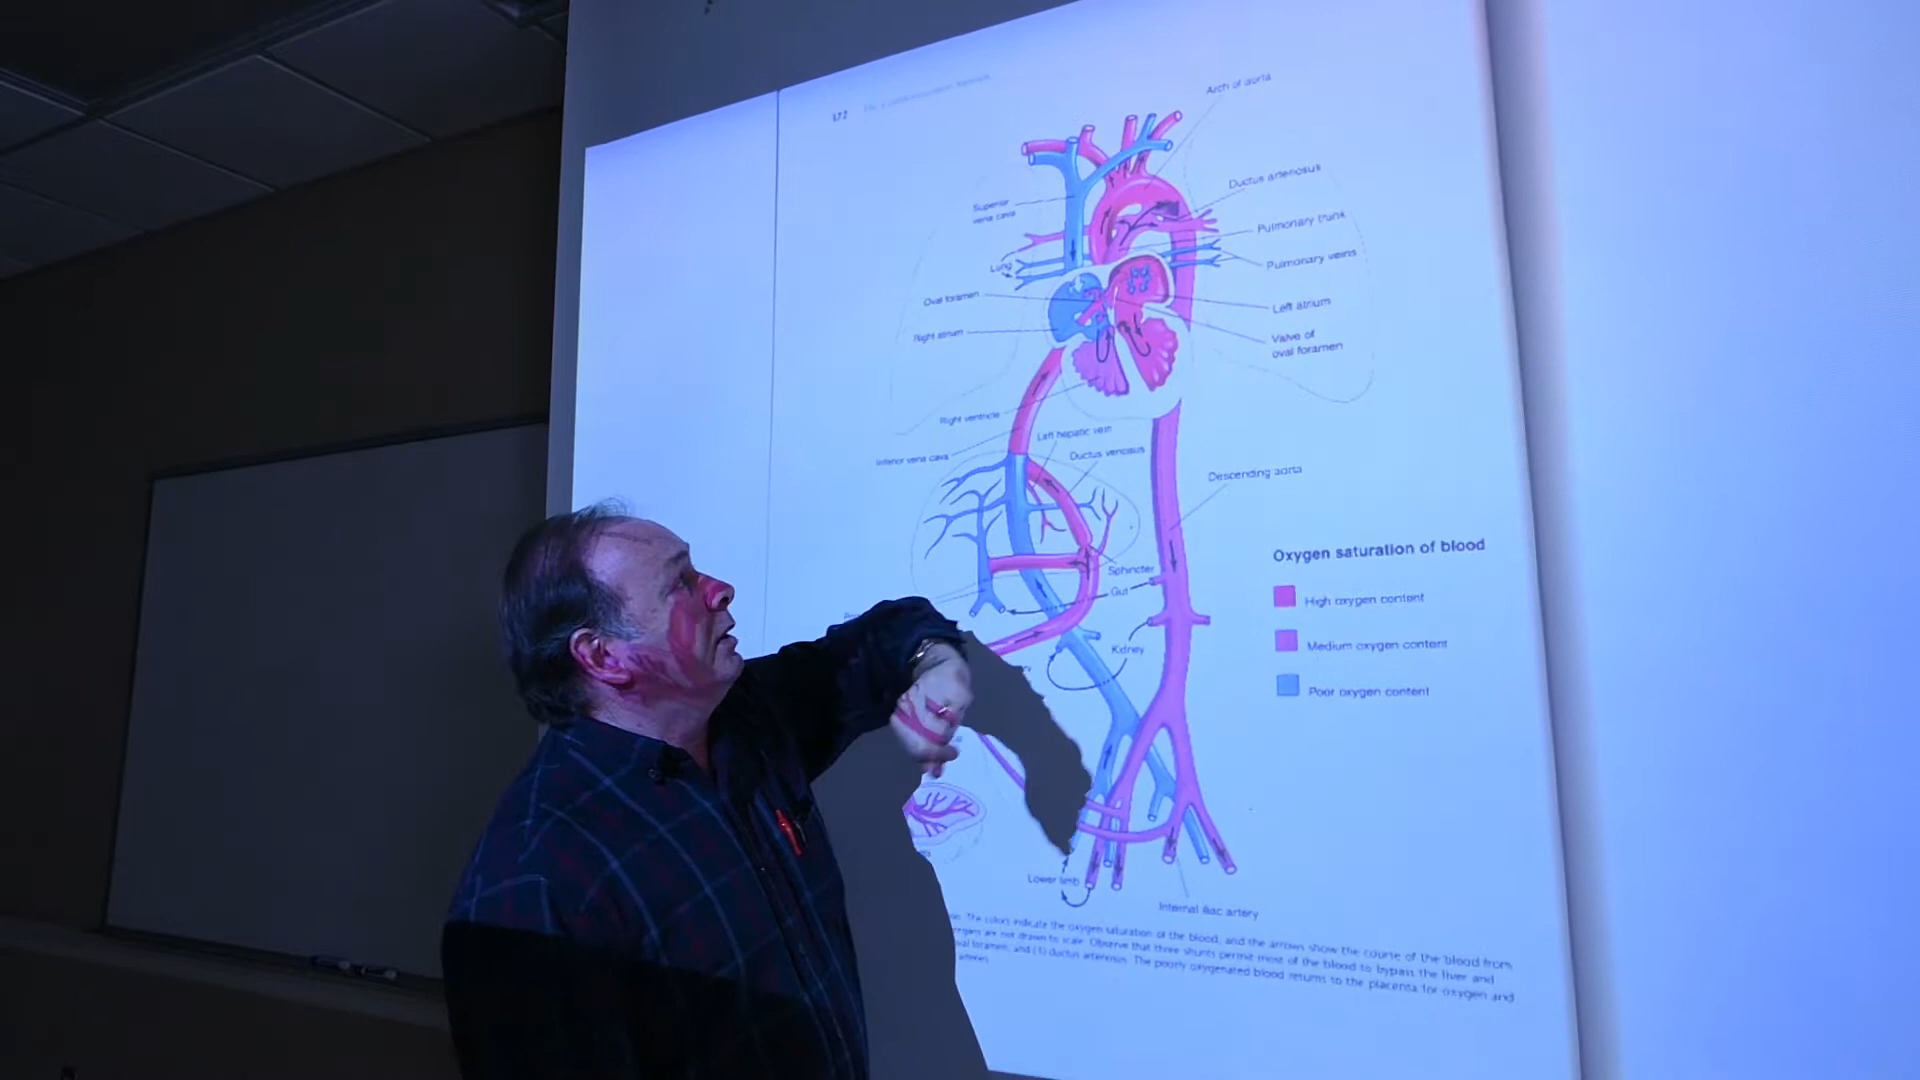 372
Arch of aorta
Ductus arteriosus
Superior
vena cava
Pulmonary trunk
Pulmonary veins
Lung
Oval foramen
Left atrium
Right atrium
Valve of
oval foramen
Right ventricle
Left hepatic vein
Inferior vena cava
Ductus venosus
Descending aorta
Oxygen saturation of blood
High oxygen content
Medium oxygen content
Poor oxygen content
Sphincter
Gut
Kidney
Lower limb
Internal iliac artery
The colors indicate the oxygen saturation of the blood, and the arrows show the course of the blood from
organs are not drawn to scale. Observe that three shunts permit most of the blood to bypass the liver and
oval foramen, and (3) ductus arteriosus. The poorly oxygenated blood returns to the placenta for oxygen and
arteries